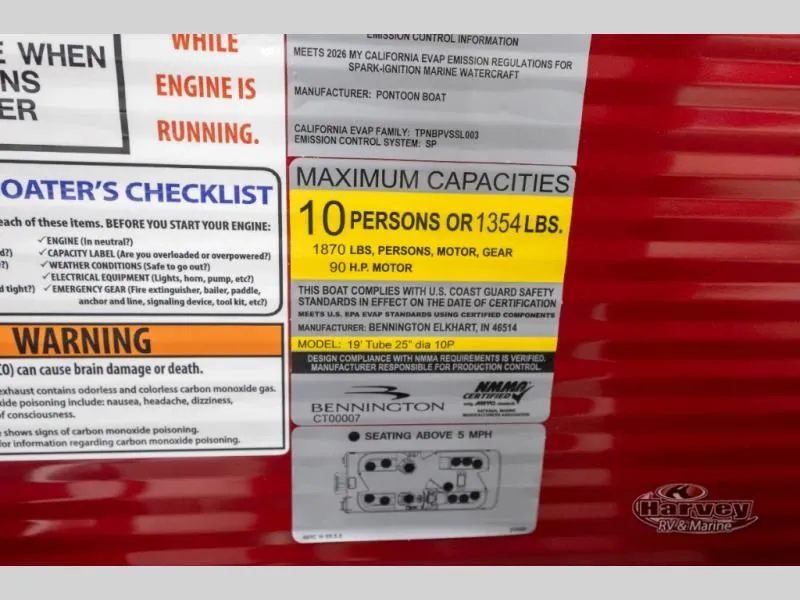 E WHEN
NS
ER
WHILE
ENGINE IS
RUNNING.
OATER'S CHECKLIST
each of these items. BEFORE YOU START YOUR ENGINE:
✓ENGINE (In neutral?)
d?) ✓CAPACITY LABEL (Are you overloaded or overpowered?)
?) ✓WEATHER CONDITIONS (Safe to go out?)
✓ELECTRICAL EQUIPMENT (Lights, horn, pump, etc?)
d tight?) ✓EMERGENCY GEAR (Fire extinguisher, bailer, paddle,
anchor and line, signaling device, tool kit, etc?)
WARNING
CO) can cause brain damage or death.
exhaust contains odorless and colorless carbon monoxide gas.
xide poisoning include: nausea, headache, dizziness,
of consciousness.
e shows signs of carbon monoxide poisoning.
for information regarding carbon monoxide poisoning.
EMISSION CONTROL INFORMATION
MEETS 2026 MY CALIFORNIA EVAP EMISSION REGULATIONS FOR
SPARK-IGNITION MARINE WATERCRAFT
MANUFACTURER: PONTOON BOAT
CALIFORNIA EVAP FAMILY: TPNBPVSSL003
EMISSION CONTROL SYSTEM: SP
MAXIMUM CAPACITIES
10 PERSONS OR 1354 LBS.
1870 LBS, PERSONS, MOTOR, GEAR
90 H.P. MOTOR
THIS BOAT COMPLIES WITH U.S. COAST GUARD SAFETY
STANDARDS IN EFFECT ON THE DATE OF CERTIFICATION
MEETS U.S. EPA EVAP STANDARDS USING CERTIFIED COMPONENTS
MANUFACTURER: BENNINGTON ELKHART, IN 46514
MODEL: 19' Tube 25" dia 10P
DESIGN COMPLIANCE WITH NMMA REQUIREMENTS IS VERIFIED.
MANUFACTURER RESPONSIBLE FOR PRODUCTION CONTROL.
BENNINGTON
CT00007
NMMA
CERTIFIED
NATIONAL MARINE
MANUFACTURERS ASSOCIATION
SEATING ABOVE 5 MPH
Harvey
RV & Marine